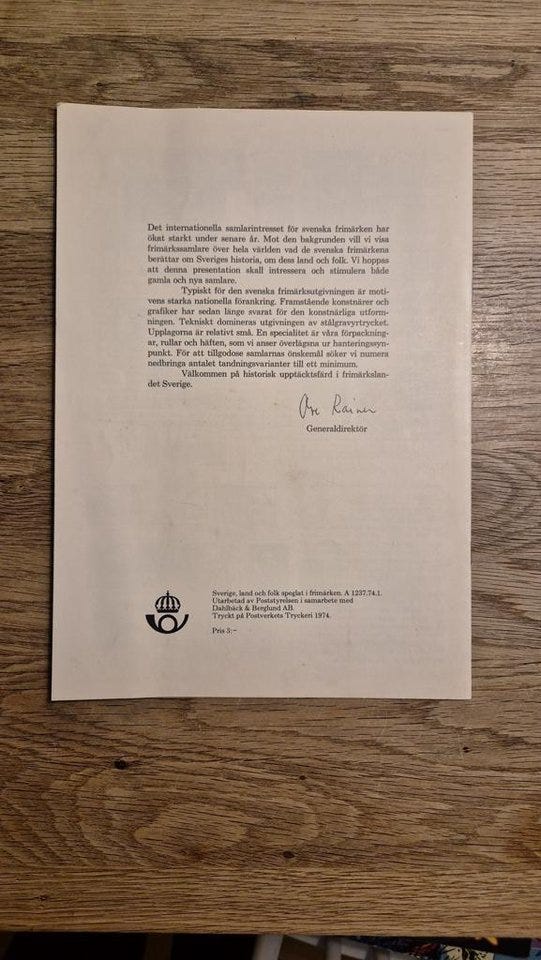 Det internationella samlarintresset för svenska frimärken har
ökat starkt under senare år. Mot den bakgrunden vill vi visa
frimärkssamlare över hela världen vad de svenska frimärkena
berättar om Sveriges historia, om dess land och folk. Vi hoppas
att denna presentation skall intressera och stimulera både
gamla och nya samlare.
Typiskt för den svenska frimärksutgivningen är moti-
vens starka nationella förankring. Framstående konstnärer och
grafiker har sedan länge svarat för den konstnärliga utform-
ningen. Tekniskt domineras utgivningen av stålgravyrtrycket.
Upplagorna är relativt små. En specialitet är våra förpackning-
ar, rullar och häften, som vi anser överlägsna ur hanteringssyn-
punkt. För att tillgodose samlarnas önskemål söker vi numera
nedbringa antalet tandningsvarianter till ett minimum.
Välkommen på historisk upptäcktsfärd i frimärkslan-
det Sverige.
Ove Rainer
Generaldirektör
Sverige, land och folk speglat i frimärken. A 1237.74.1.
Utarbetad av Poststyrelsen i samarbete med
Dahlbäck & Berglund AB.
Tryckt på Postverkets Tryckeri 1974.
Pris 3:–